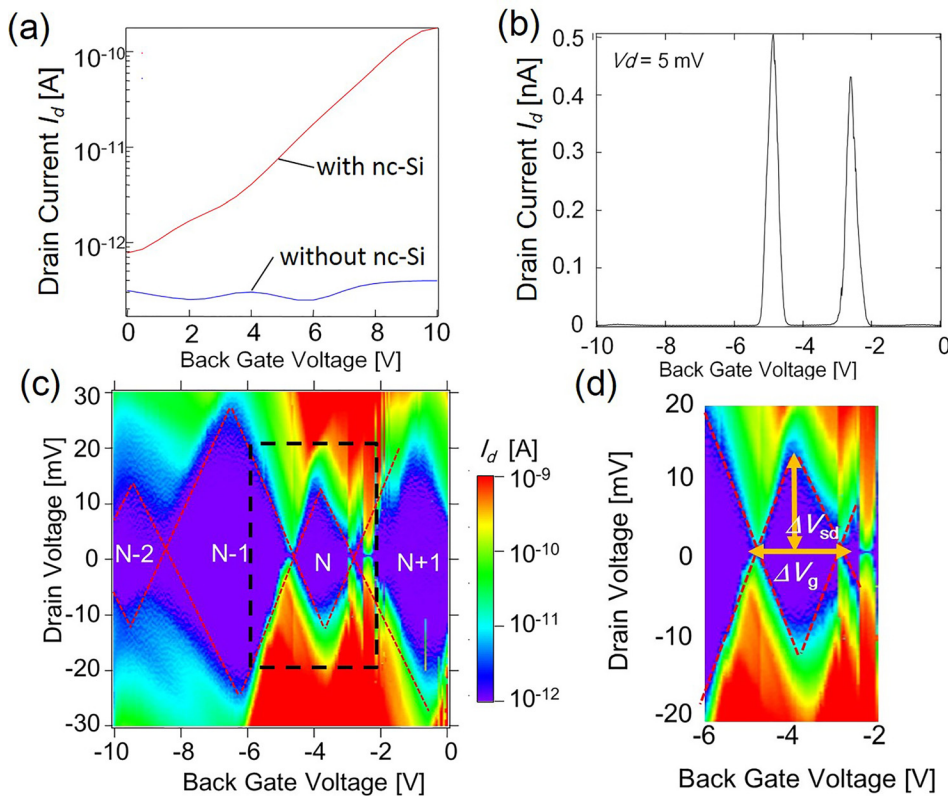 (a)
Drain Current I_d [A]
10^-10
10^-11
10^-12
with nc-Si
without nc-Si
0 2 4 6 8 10
Back Gate Voltage [V]
(b)
Drain Current I_d [nA]
0.5
0.4
0.3
0.2
0.1
0
Vd = 5 mV
-10 -8 -6 -4 -2 0
Back Gate Voltage [V]
(c)
Drain Voltage [mV]
30
20
10
0
-10
-20
-30
N-2 N-1 N N+1
-10 -8 -6 -4 -2 0
Back Gate Voltage [V]
I_d [A]
10^-9
10^-10
10^-11
10^-12
(d)
Drain Voltage [mV]
20
10
0
-10
-20
ΔV_sd
ΔV_g
-6 -4 -2
Back Gate Voltage [V]